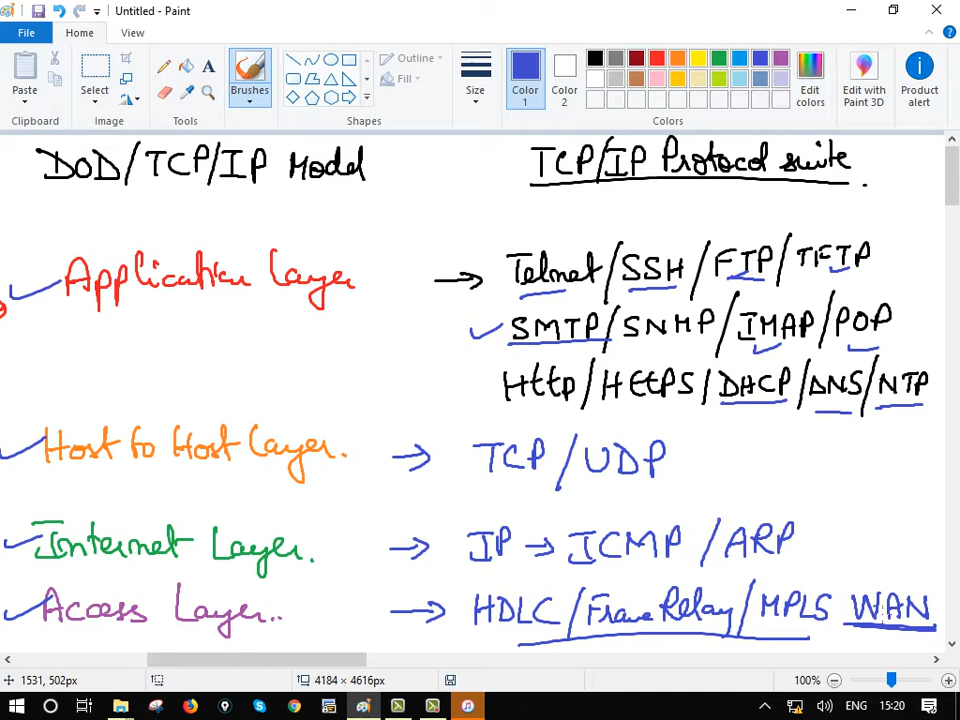 Untitled - Paint
File
Home
View
Paste
Clipboard
Select
Image
Tools
Brushes
Shapes
Outline
Fill
Size
Color 1
Color 2
Colors
Edit colors
Edit with Paint 3D
Product alert
DOD/TCP/IP Model
TCP/IP Protocol suite.
Application Layer
Telnet/SSH/FTP/TFTP
SMTP/SNMP/IMAP/POP
Http/HttpS/DHCP/DNS/NTP
Host to Host Layer.
TCP/UDP
Internet Layer.
IP → ICMP/ARP
Access Layer..
HDLC/Frame Relay/MPLS WAN
1531, 502px
4184 × 4616px
100%
ENG
15:20